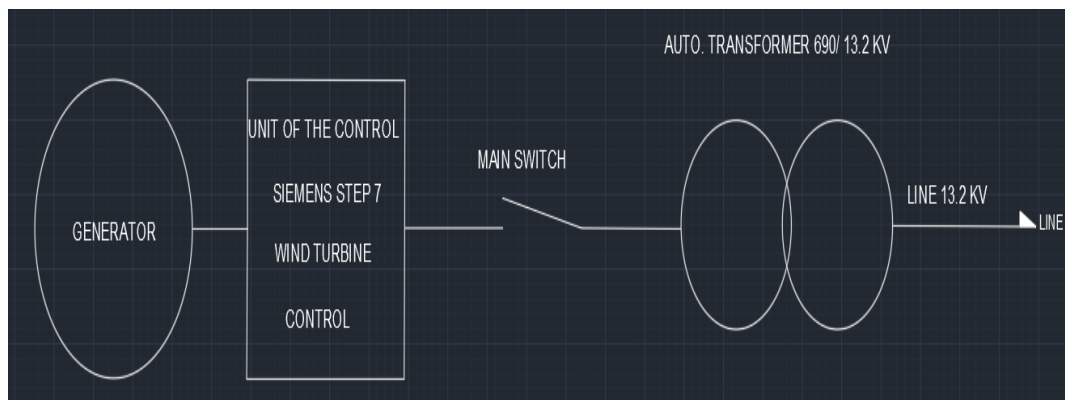 AUTO. TRANSFORMER 690/ 13.2 KV
UNIT OF THE CONTROL
SIEMENS STEP 7
WIND TURBINE
CONTROL
GENERATOR
MAIN SWITCH
LINE 13.2 KV
LINE